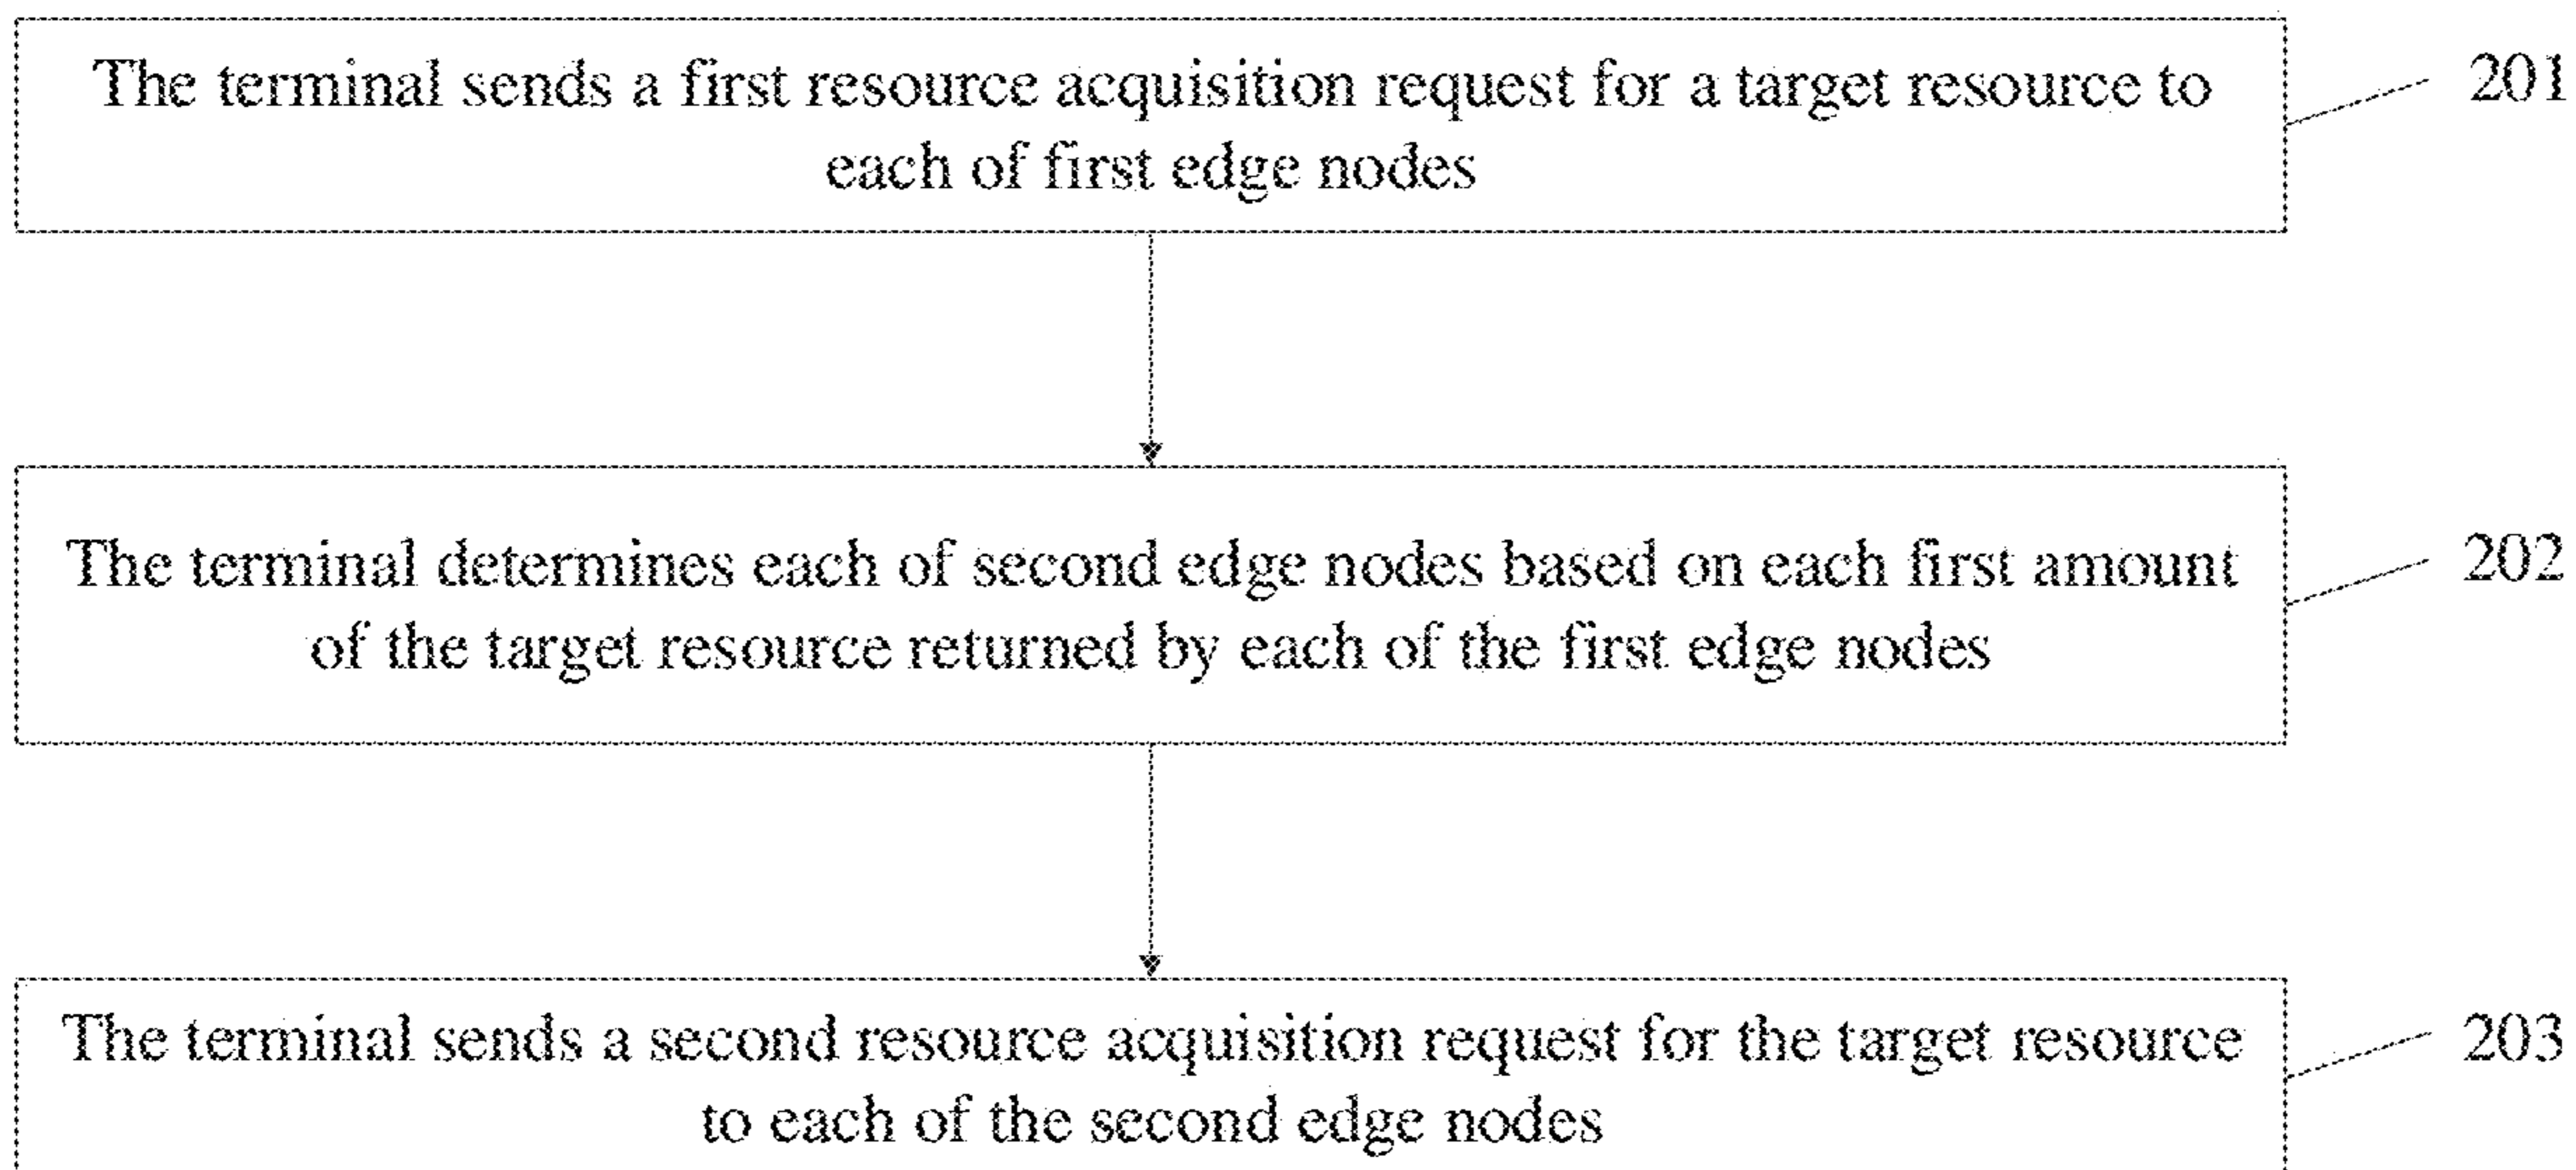 The terminal sends a first resource acquisition request for a target resource to
each of first edge nodes
201
The terminal determines each of second edge nodes based on each first amount
of the target resource returned by each of the first edge nodes
202
The terminal sends a second resource acquisition request for the target resource
to each of the second edge nodes
203